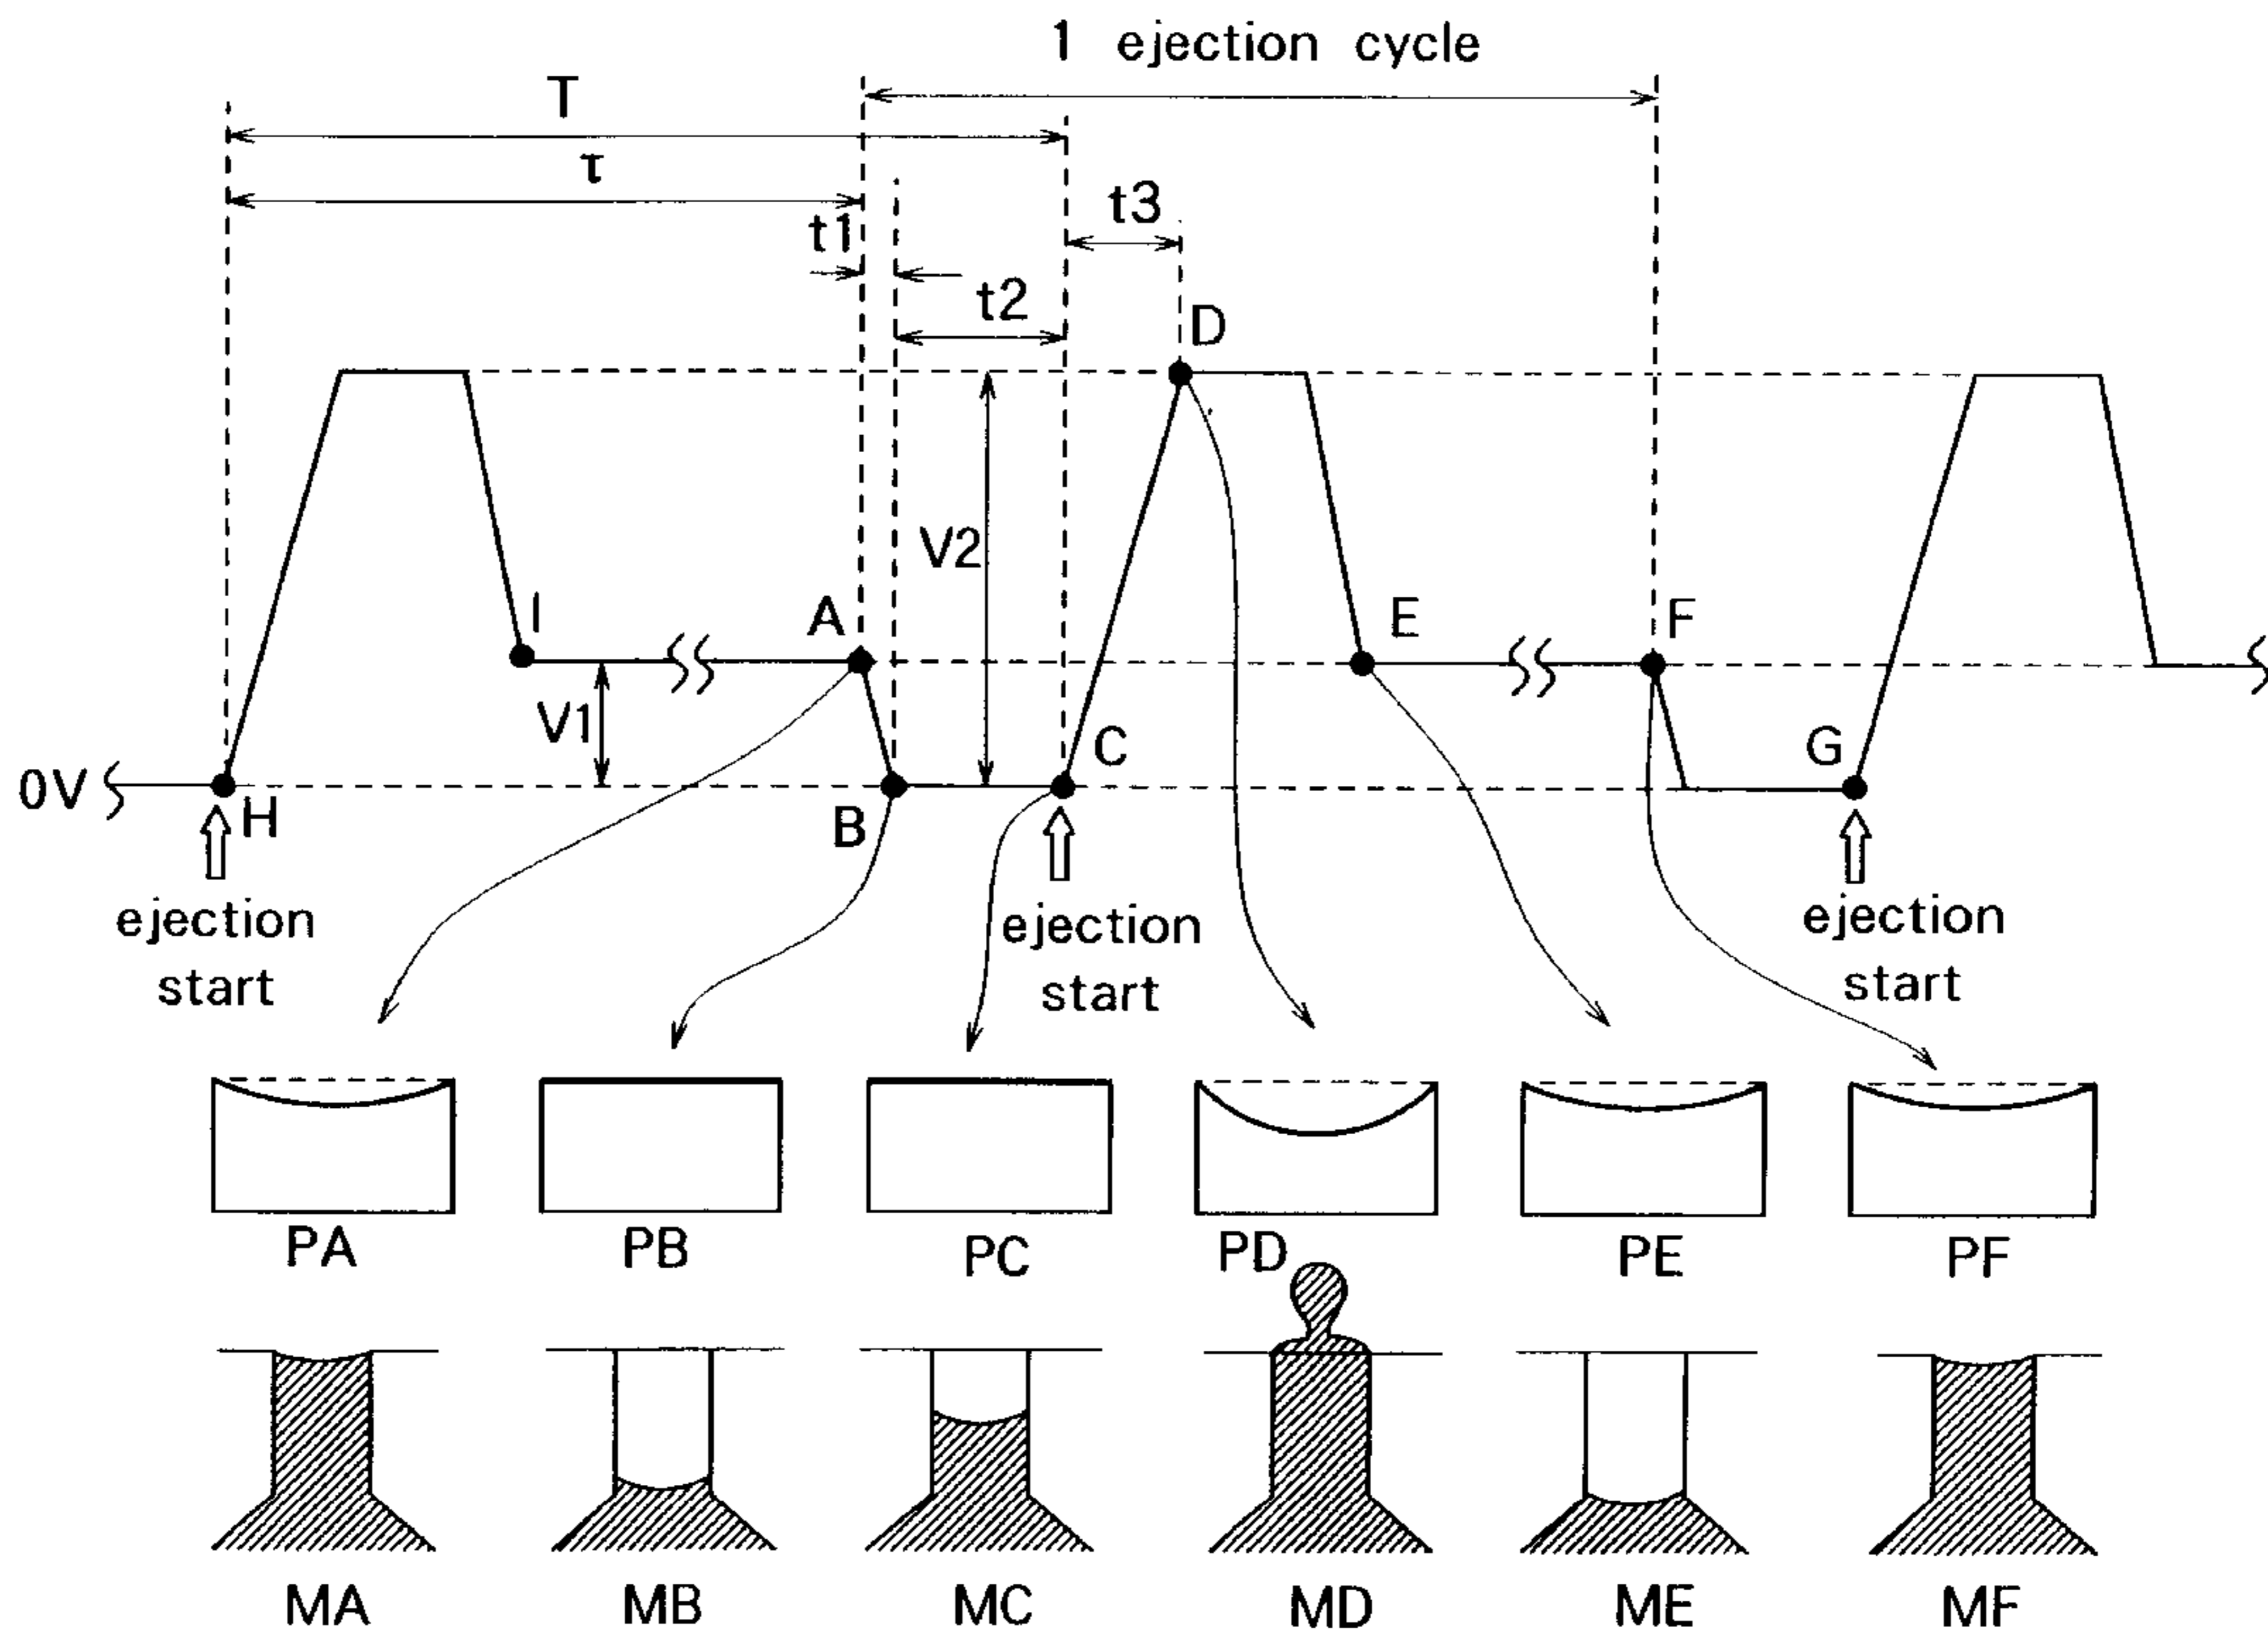 1 ejection cycle
T
τ
t1
t3
t2
D
V2
I
A
E
F
V1
C
G
0V
H
B
ejection
start
ejection
start
ejection
start
PA
PB
PC
PD
PE
PF
MA
MB
MC
MD
ME
MF